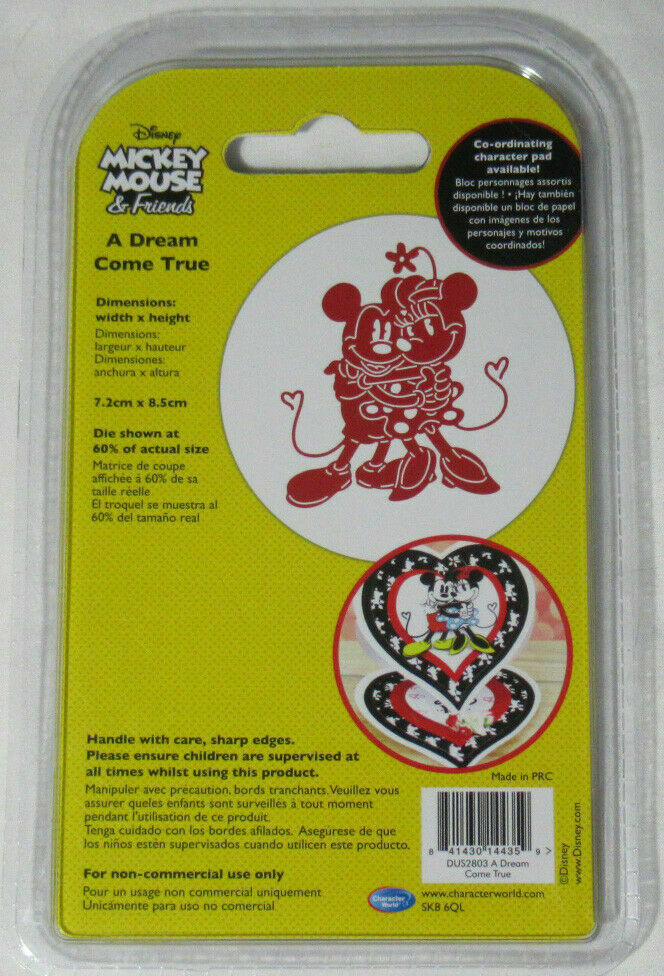 Disney
MICKEY
MOUSE
& Friends
A Dream
Come True
Dimensions:
width x height
Dimensions:
largeur x hauteur
Dimensiones:
anchura x altura
7.2cm x 8.5cm
Die shown at
60% of actual size
Matrice de coupe
affichée à 60% de sa
taille réelle
El troquel se muestra al
60% del tamaño real
Co-ordinating
character pad
available!
Bloc personnages assortis
disponible ! • ¡Hay también
disponible un bloc de papel
con imágenes de los
personajes y motivos
coordinados!
Handle with care, sharp edges.
Please ensure children are supervised at
all times whilst using this product.
Manipuler avec precaution, bords tranchants. Veuillez vous
assurer queles enfants sont surveillés à tout moment
pendant l'utilisation de ce produit.
Tenga cuidado con los bordes afilados. Asegúrese de que
los niños estén supervisados cuando utilicen este producto.
For non-commercial use only
Pour un usage non commercial uniquement
Unicámente para uso no comercial
Made in PRC
8 41430 14435 9 >
DUS2803 A Dream
Come True
Character
World
www.characterworld.com
SK8 6QL
©Disney
www.Disney.com